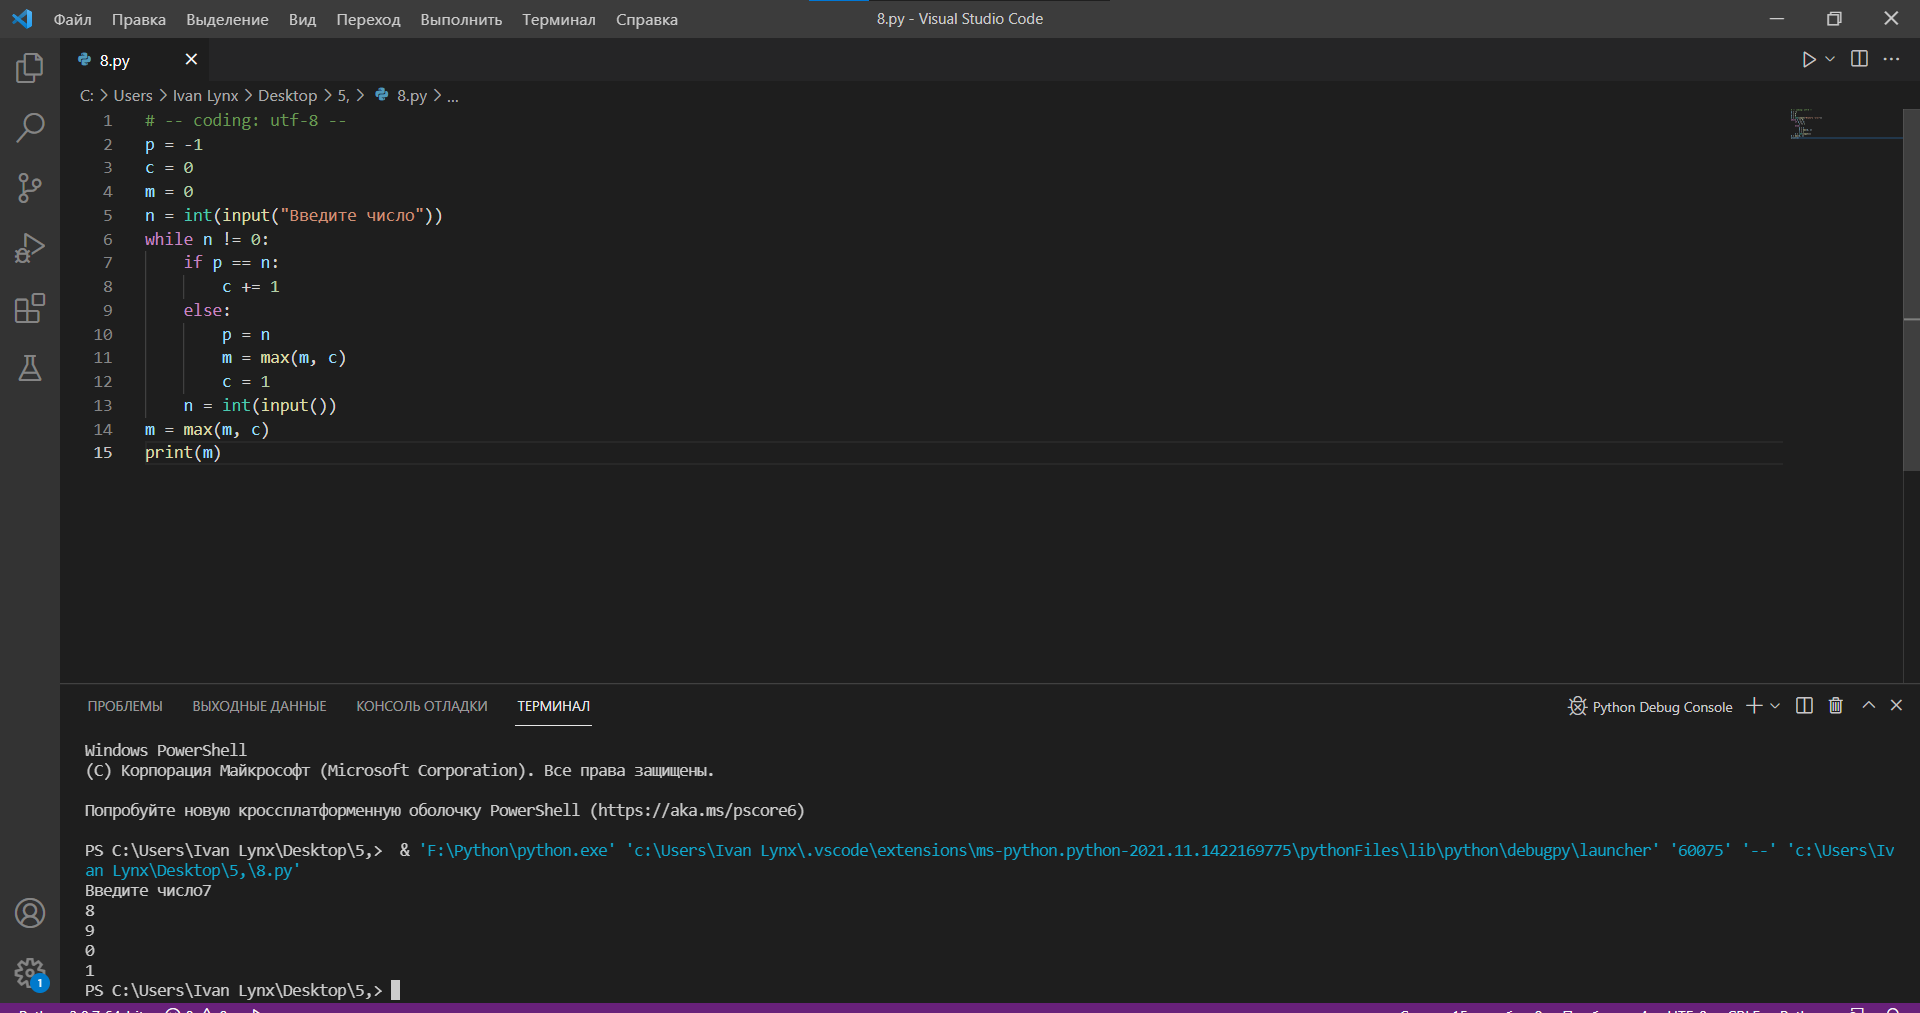 Файл Правка Выделение Вид Переход Выполнить Терминал Справка 8.py - Visual Studio Code
8.py
C: > Users > Ivan Lynx > Desktop > 5, > 8.py > ...
1 # -- coding: utf-8 --
2 p = -1
3 c = 0
4 m = 0
5 n = int(input("Введите число"))
6 while n != 0:
7 if p == n:
8 c += 1
9 else:
10 p = n
11 m = max(m, c)
12 c = 1
13 n = int(input())
14 m = max(m, c)
15 print(m)
ПРОБЛЕМЫ ВЫХОДНЫЕ ДАННЫЕ КОНСОЛЬ ОТЛАДКИ ТЕРМИНАЛ Python Debug Console
Windows PowerShell
(C) Корпорация Майкрософт (Microsoft Corporation). Все права защищены.
Попробуйте новую кроссплатформенную оболочку PowerShell (https://aka.ms/pscore6)
PS C:\Users\Ivan Lynx\Desktop\5,> & 'F:\Python\python.exe' 'c:\Users\Ivan Lynx\.vscode\extensions\ms-python.python-2021.11.1422169775\pythonFiles\lib\python\debugpy\launcher' '60075' '--' 'c:\Users\Iv
an Lynx\Desktop\5,\8.py'
Введите число7
8
9
0
1
PS C:\Users\Ivan Lynx\Desktop\5,>
1